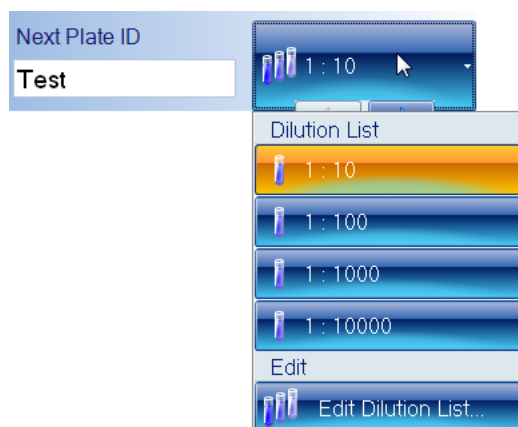 Next Plate ID
Test
1 : 10
Dilution List
1 : 10
1 : 100
1 : 1000
1 : 10000
Edit
Edit Dilution List...